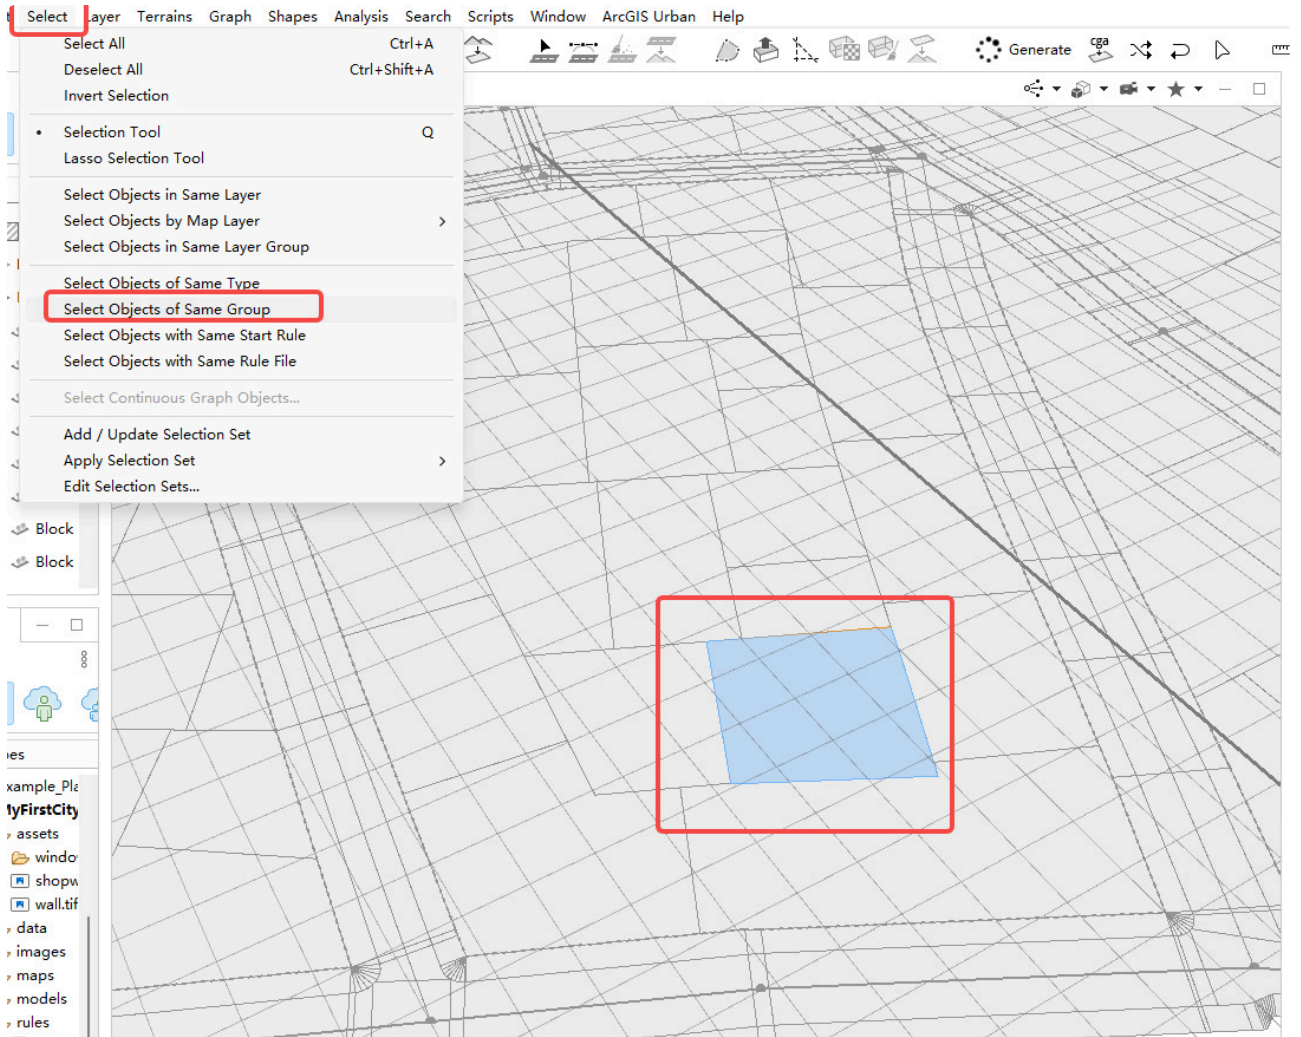 Select Layer Terrains Graph Shapes Analysis Search Scripts Window ArcGIS Urban Help
Select All Ctrl+A
Deselect All Ctrl+Shift+A
Invert Selection
Selection Tool Q
Lasso Selection Tool
Select Objects in Same Layer
Select Objects by Map Layer
Select Objects in Same Layer Group
Select Objects of Same Type
Select Objects of Same Group
Select Objects with Same Start Rule
Select Objects with Same Rule File
Select Continuous Graph Objects...
Add / Update Selection Set
Apply Selection Set
Edit Selection Sets...
Generate cga
Block
Block
xample_Pla
MyFirstCity
assets
windo
shopw
wall.tif
data
images
maps
models
rules